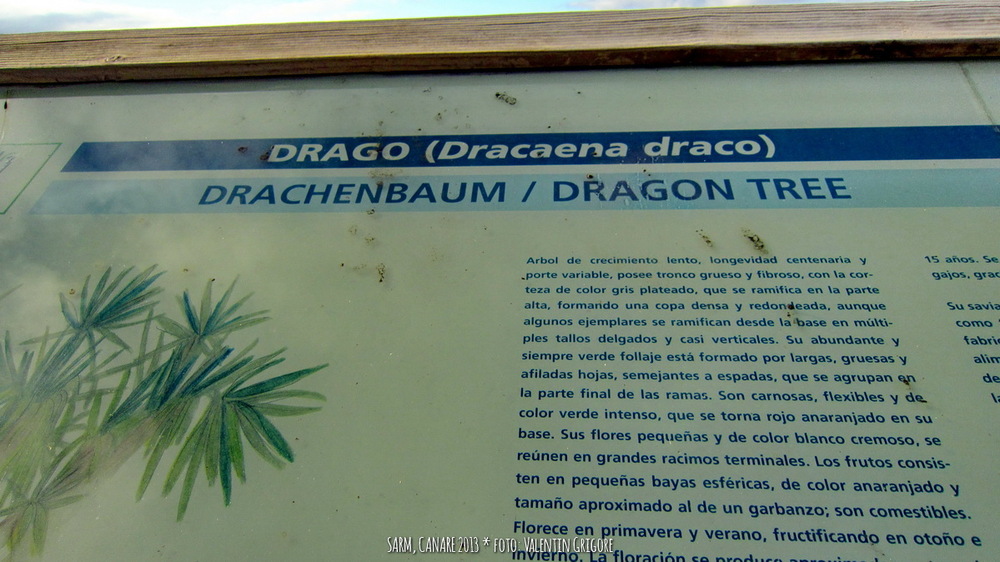 DRAGO (Dracaena draco)
DRACHENBAUM / DRAGON TREE
Arbol de crecimiento lento, longevidad centenaria y
porte variable, posee tronco grueso y fibroso, con la cor-
teza de color gris plateado, que se ramifica en la parte
alta, formando una copa densa y redondeada, aunque
algunos ejemplares se ramifican desde la base en múlti-
ples tallos delgados y casi verticales. Su abundante y
siempre verde follaje está formado por largas, gruesas y
afiladas hojas, semejantes a espadas, que se agrupan en
la parte final de las ramas. Son carnosas, flexibles y de
color verde intenso, que se torna rojo anaranjado en su
base. Sus flores pequeñas y de color blanco cremoso, se
reúnen en grandes racimos terminales. Los frutos consis-
ten en pequeñas bayas esféricas, de color anaranjado y
tamaño aproximado al de un garbanzo; son comestibles.
Florece en primavera y verano, fructificando en otoño e
invierno. La floración se produce
15 años. Se
gajos,
Su savia
como
SARM, CANARE 2013 * foto: Valentin Grigore